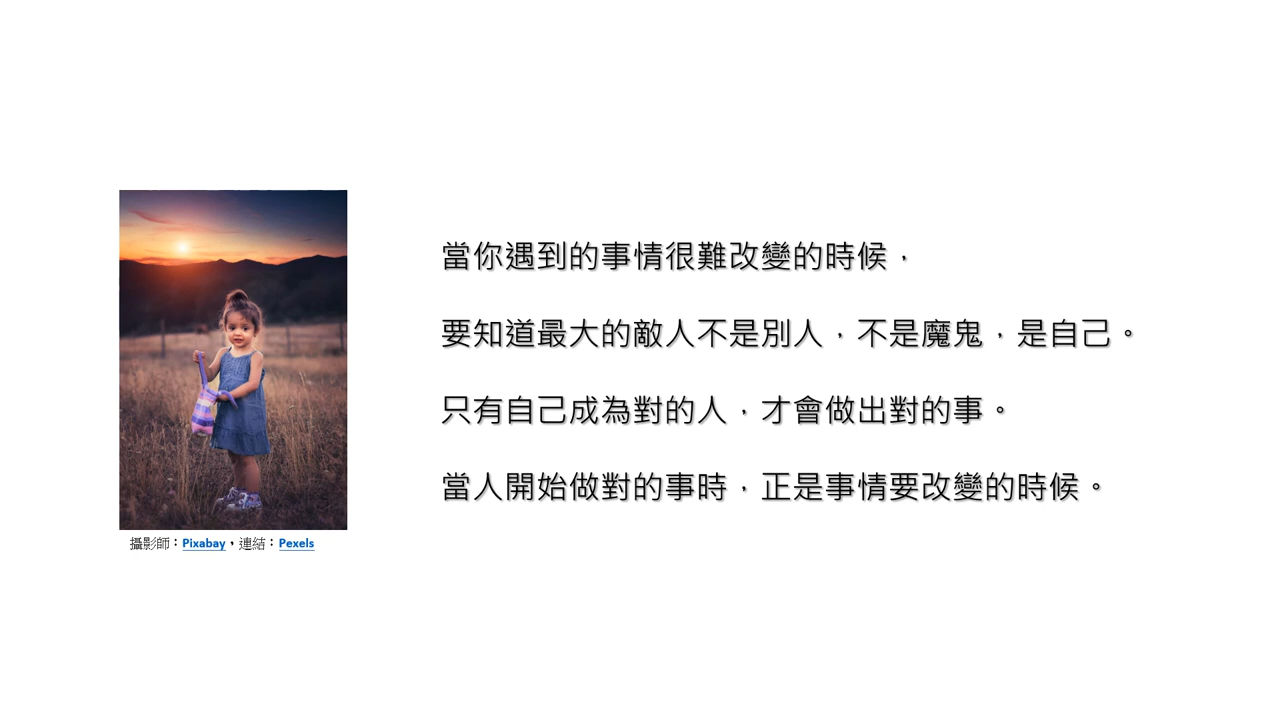 當你遇到的事情很難改變的時候，
要知道最大的敵人不是別人，不是魔鬼，是自己。
只有自己成為對的人，才會做出對的事。
當人開始做對的事時，正是事情要改變的時候。
攝影師：Pixabay，連結：Pexels